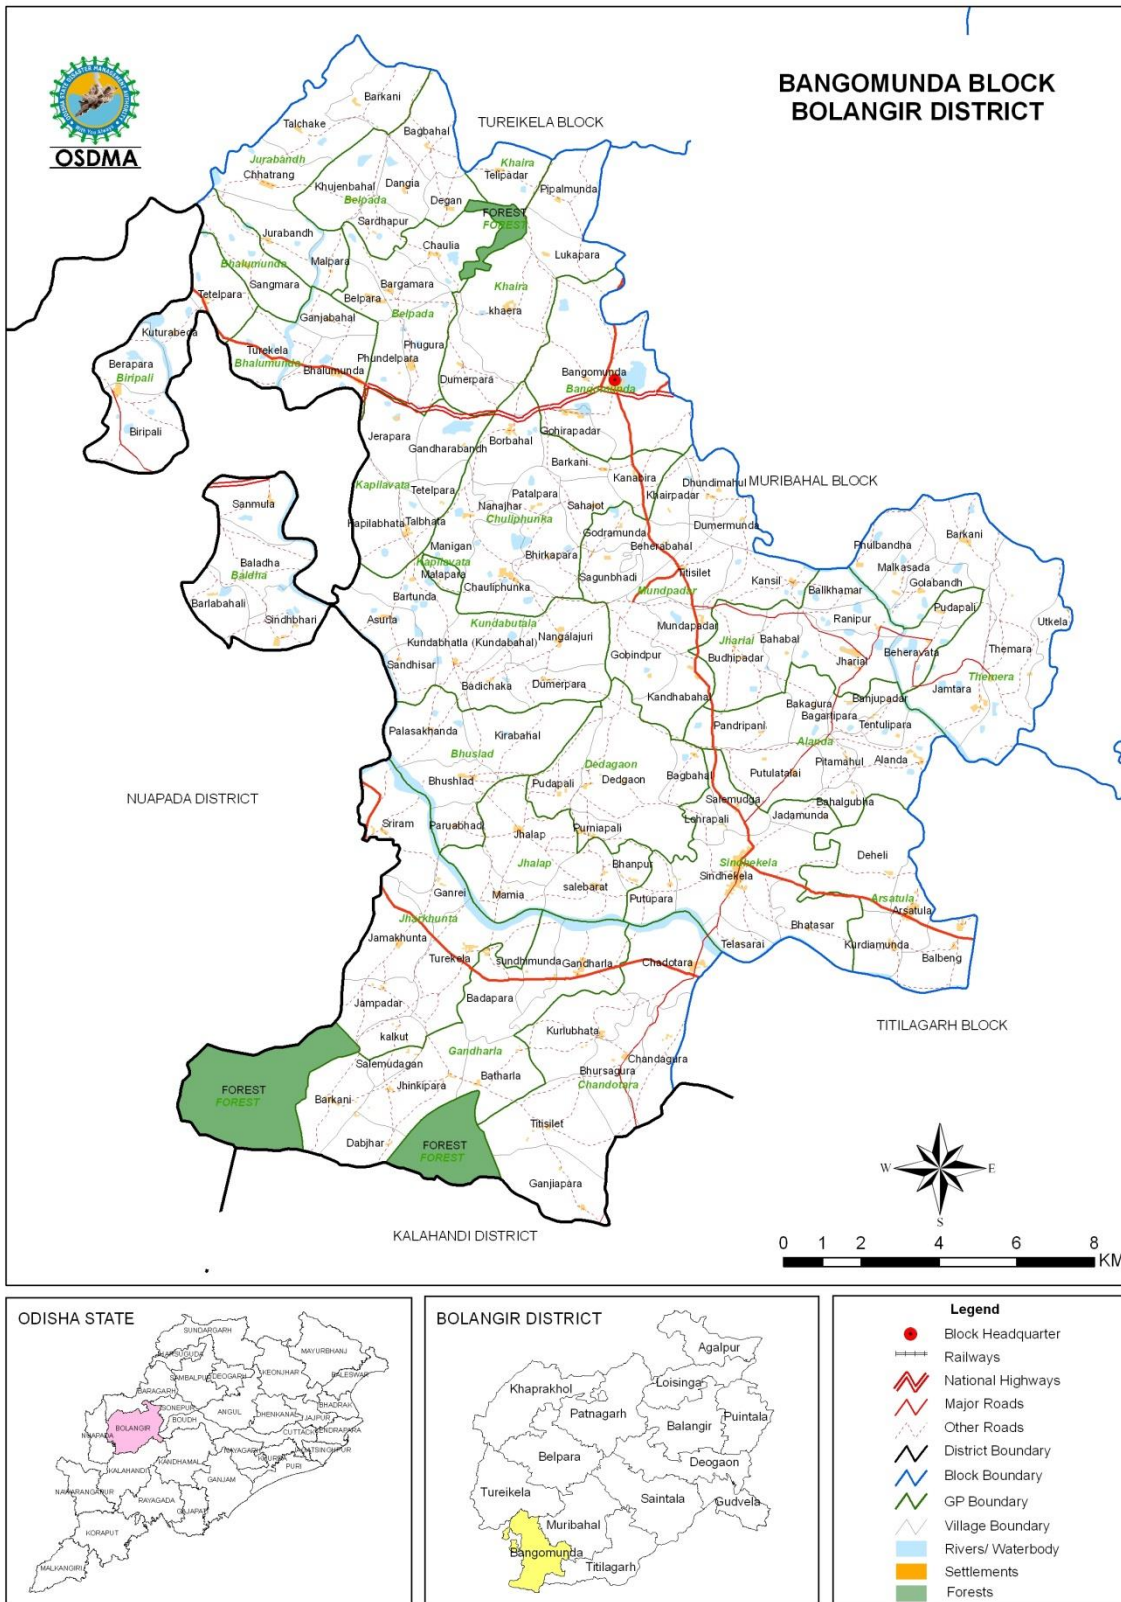 BANGOMUNDA BLOCK
BOLANGIR DISTRICT
OSDMA
TUREIKELA BLOCK
Barkani
Talchake
Bagbahal
Jurabandh
Khaira
Chhatrang
Telipadar
Khujenbahal
Dangia
Pipalmunda
Belpada
Degan
FOREST
FOREST
Sardhapur
Jurabandh
Chaulia
Lukapara
Bhalumunda
Malpara
Sangmara
Bargamara
Khaira
Tetelpara
Belpara
khaera
Ganjabahal
Belpada
Kuturabeda
Turekela
Phugura
Berapara
Bhalumunda
Phundelpara
Biripali
Bhalumunda
Dumerpara
Bangomunda
Bangomunda
Biripali
Jerapara
Gohirapadar
Gandharabandh
Borbahal
Barkani
Kanabira
Dhundimahul
MURIBAHAL BLOCK
Kapilavata
Tetelpara
Patalpara
Khairpadar
Sanmula
Nanajhar
Sahajot
Kapilabhata
Talbhata
Chuliphunka
Dumermunda
Godramunda
Barkani
Manigan
Beherabahal
Phulbandha
Baladha
Kapilavata
Bhirkapara
Malkasada
Baldha
Malapara
Sagunbhadi
Titisilet
Kansil
Golabandh
Chauliphunka
Mundpadar
Ballkhamar
Barlabahali
Bartunda
Pudapali
Sindhbhari
Asurla
Kundabutala
Mundapadar
Ranipur
Utkela
Kundabhatla (Kundabahal)
Nangalajuri
Jharial
Bahabal
Beheravata
Themara
Sandhisar
Gobindpur
Budhipadar
Jharial
Themera
Badichaka
Dumerpara
Kandhabahal
Jamtara
Bakagura
Banjupadar
Palasakhanda
Kirabahal
Pandripani
Bagartipara
Tentulipara
Bhuslad
Alanda
Dedagaon
Pitamahul
Alanda
Bhushlad
Pudapali
Dedgaon
Bagbahal
Putulatalai
NUAPADA DISTRICT
Salemudga
Bahalgubha
Sriram
Paruabhadi
Jhalap
Purniapali
Lehrapali
Jadamunda
Jhalap
Bhanpur
Sindhekela
Deheli
Sindhekela
Ganrei
Mamia
salebarat
Putupara
Arsatula
Jharkhunta
Arsatula
Bhatasar
Jamakhunta
Telasarai
Kurdiamunda
Turekela
sundhimunda
Gandharla
Chadotara
Balbeng
Jampadar
Badapara
kalkut
Kurlubhata
TITILAGARH BLOCK
Gandharla
Salemudagan
Chandagura
Jhinkipara
Batharla
Bhursagura
Chandotara
FOREST
FOREST
Barkani
Titisilet
Dabjhar
FOREST
FOREST
Ganjiapara
KALAHANDI DISTRICT
N
W E
S
0 1 2 4 6 8
KM
ODISHA STATE
SUNDARGARH
MAYURBHANJ
KEONJHAR
SAMBALPUR
DEOGARH
BALESWAR
BARAGARH
SONEPUR
BHADRAK
ANGUL
DHENKANAL
JAJPUR
BOLANGIR
BOUDH
CUTTACK
KENDRAPARA
NUAPADA
NAYAGARH
JAGATSINGHPUR
KHURDA
PURI
KALAHANDI
KANDHAMAL
GANJAM
NAWARANGAPUR
RAYAGADA
GAJAPATI
KORAPUT
MALKANGIRI
BOLANGIR DISTRICT
Agalpur
Khaprakhol
Loisinga
Patnagarh
Puintala
Balangir
Belpara
Deogaon
Tureikela
Saintala
Gudvela
Muribahal
Bangomunda
Titlagarh
Legend
Block Headquarter
Railways
National Highways
Major Roads
Other Roads
District Boundary
Block Boundary
GP Boundary
Village Boundary
Rivers/ Waterbody
Settlements
Forests